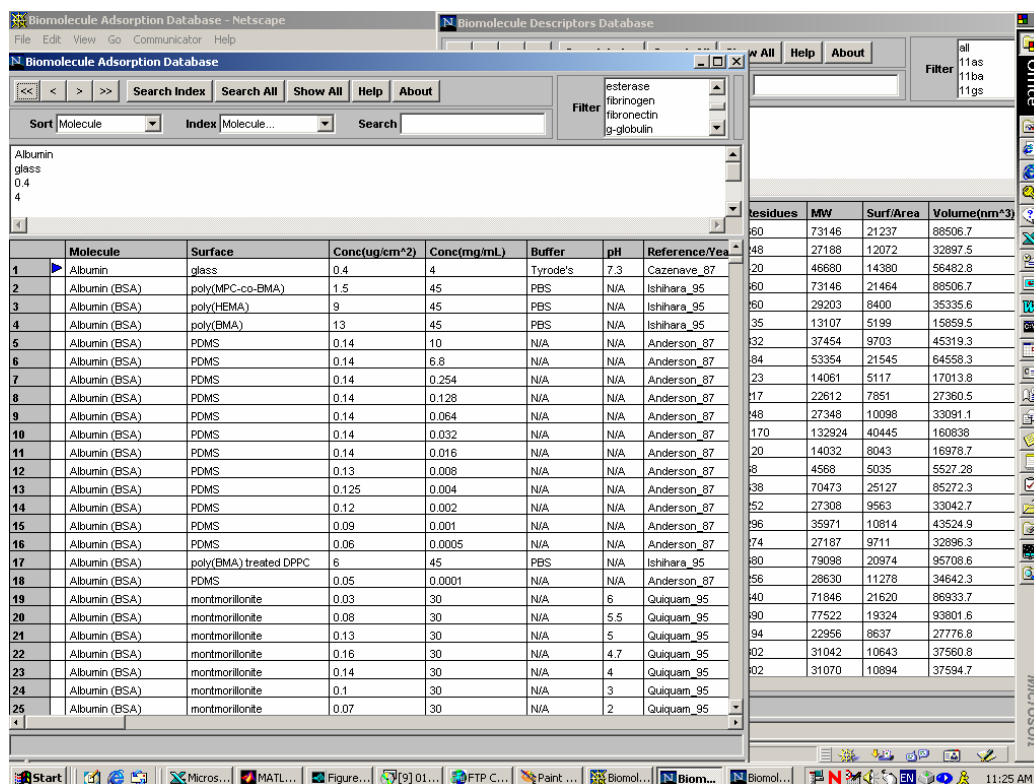 Biomolecule Adsorption Database - Netscape
File Edit View Go Communicator Help
Biomolecule Descriptors Database
Show All Help About
Filter
all
11as
11ba
11gs
Biomolecule Adsorption Database
<< < > >> Search Index Search All Show All Help About
Filter
esterase
fibrinogen
fibronectin
g-globulin
Sort Molecule Index Molecule... Search
Albumin
glass
0.4
4
Molecule Surface Conc(ug/cm^2) Conc(mg/mL) Buffer pH Reference/Yea
1 Albumin glass 0.4 4 Tyrode's 7.3 Cazenave_87
2 Albumin (BSA) poly(MPC-co-BMA) 1.5 45 PBS N/A Ishihara_95
3 Albumin (BSA) poly(HEMA) 9 45 PBS N/A Ishihara_95
4 Albumin (BSA) poly(BMA) 13 45 PBS N/A Ishihara_95
5 Albumin (BSA) PDMS 0.14 10 N/A N/A Anderson_87
6 Albumin (BSA) PDMS 0.14 6.8 N/A N/A Anderson_87
7 Albumin (BSA) PDMS 0.14 0.254 N/A N/A Anderson_87
8 Albumin (BSA) PDMS 0.14 0.128 N/A N/A Anderson_87
9 Albumin (BSA) PDMS 0.14 0.064 N/A N/A Anderson_87
10 Albumin (BSA) PDMS 0.14 0.032 N/A N/A Anderson_87
11 Albumin (BSA) PDMS 0.14 0.016 N/A N/A Anderson_87
12 Albumin (BSA) PDMS 0.13 0.008 N/A N/A Anderson_87
13 Albumin (BSA) PDMS 0.125 0.004 N/A N/A Anderson_87
14 Albumin (BSA) PDMS 0.12 0.002 N/A N/A Anderson_87
15 Albumin (BSA) PDMS 0.09 0.001 N/A N/A Anderson_87
16 Albumin (BSA) PDMS 0.06 0.0005 N/A N/A Anderson_87
17 Albumin (BSA) poly(BMA) treated DPPC 6 45 PBS N/A Ishihara_95
18 Albumin (BSA) PDMS 0.05 0.0001 N/A N/A Anderson_87
19 Albumin (BSA) montmorillonite 0.03 30 N/A 6 Quiquam_95
20 Albumin (BSA) montmorillonite 0.08 30 N/A 5.5 Quiquam_95
21 Albumin (BSA) montmorillonite 0.13 30 N/A 5 Quiquam_95
22 Albumin (BSA) montmorillonite 0.16 30 N/A 4.7 Quiquam_95
23 Albumin (BSA) montmorillonite 0.14 30 N/A 4 Quiquam_95
24 Albumin (BSA) montmorillonite 0.1 30 N/A 3 Quiquam_95
25 Albumin (BSA) montmorillonite 0.07 30 N/A 2 Quiquam_95
Residues MW Surf/Area Volume(nm^3)
73146 21237 88506.7
27188 12072 32897.5
46680 14380 56482.8
73146 21464 88506.7
29203 8400 35335.6
13107 5199 15859.5
37454 9703 45319.3
53354 21545 64558.3
14061 5117 17013.8
22612 7851 27360.5
27348 10098 33091.1
132924 40445 160838
14032 8043 16978.7
4568 5035 5527.28
70473 25127 85272.3
27308 9563 33042.7
35971 10814 43524.9
27187 9711 32896.3
79098 20974 95708.6
28630 11278 34642.3
71846 21620 86933.7
77522 19324 93801.6
22956 8637 27776.8
31042 10643 37560.8
31070 10894 37594.7
Office
Microsoft
Start Micros... MATL... Figure... [9] 01... FTP C... Paint ... Biomol... Biom... Biomol... EN 11:25 AM